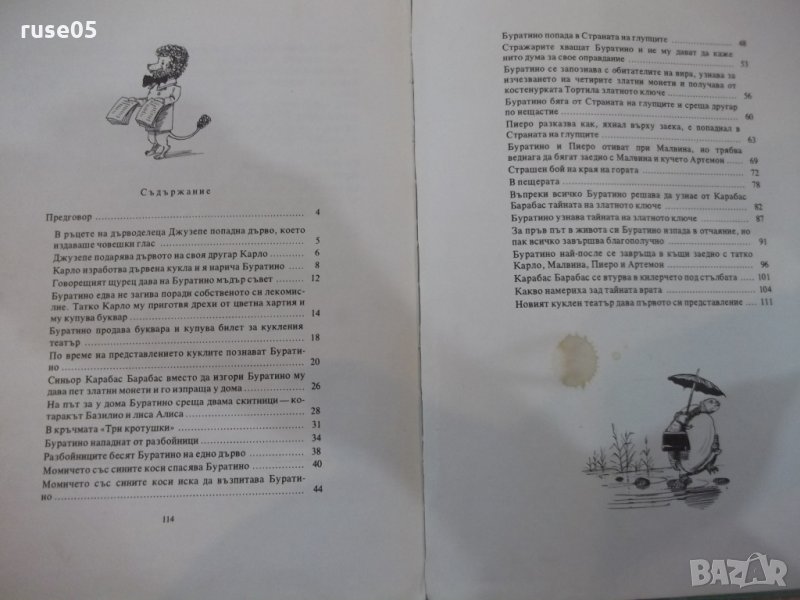 ruse05
Съдържание
Предговор 4
В ръцете на дърводелеца Джузепе попадна дърво, което
издаваше човешки глас 5
Джузепе подарява дървото на своя другар Карло 6
Карло изработва дървена кукла и я нарича Буратино 8
Говорещият щурец дава на Буратино мъдър съвет 12
Буратино едва не загива поради собственото си лекомис-
лие. Татко Карло му приготвя дрехи от цветна хартия и
му купува буквар 14
Буратино продава буквара и купува билет за кукления
театър 18
По време на представлението куклите познават Бурати-
но 20
Синьор Карабас Барабас вместо да изгори Буратино му
дава пет златни монети и го изпраща у дома 26
На път за у дома Буратино среща двама скитници — ко-
таракът Базилио и лиса Алиса 28
В кръчмата «Три кротушки» 31
Буратино нападнат от разбойници 34
Разбойниците бесят Буратино на едно дърво 38
Момичето със сините коси спасява Буратино 40
Момичето със сините коси иска да възпитава Бурати-
но 44
114
Буратино попада в Страната на глупците 48
Стражарите хващат Буратино и не му дават да каже
нито дума за свое оправдание 53
Буратино се запознава с обитателите на вира, узнава за
изчезването на четирите златни монети и получава от
костенурката Тортила златното ключе 56
Буратино бяга от Страната на глупците и среща другар
по нещастие 60
Пиеро разказва как, яхнал върху заека, е попаднал в
Страната на глупците 63
Буратино и Пиеро отиват при Малвина, но трябва
веднага да бягат заедно с Малвина и кучето Артемон 69
Страшен бой на края на гората 72
В пещерата 78
Въпреки всичко Буратино решава да узнае от Карабас
Барабас тайната на златното ключе 82
Буратино узнава тайната на златното ключе 87
За пръв път в живота си Буратино изпада в отчаяние, но
пак всичко завършва благополучно 91
Буратино най-после се завръща в къщи заедно с татко
Карло, Малвина, Пиеро и Артемон 96
Карабас Барабас се втурва в килерчето под стълбата 101
Какво намериха зад тайната врата 104
Новият куклен театър дава първото си представление 111
BAZAR